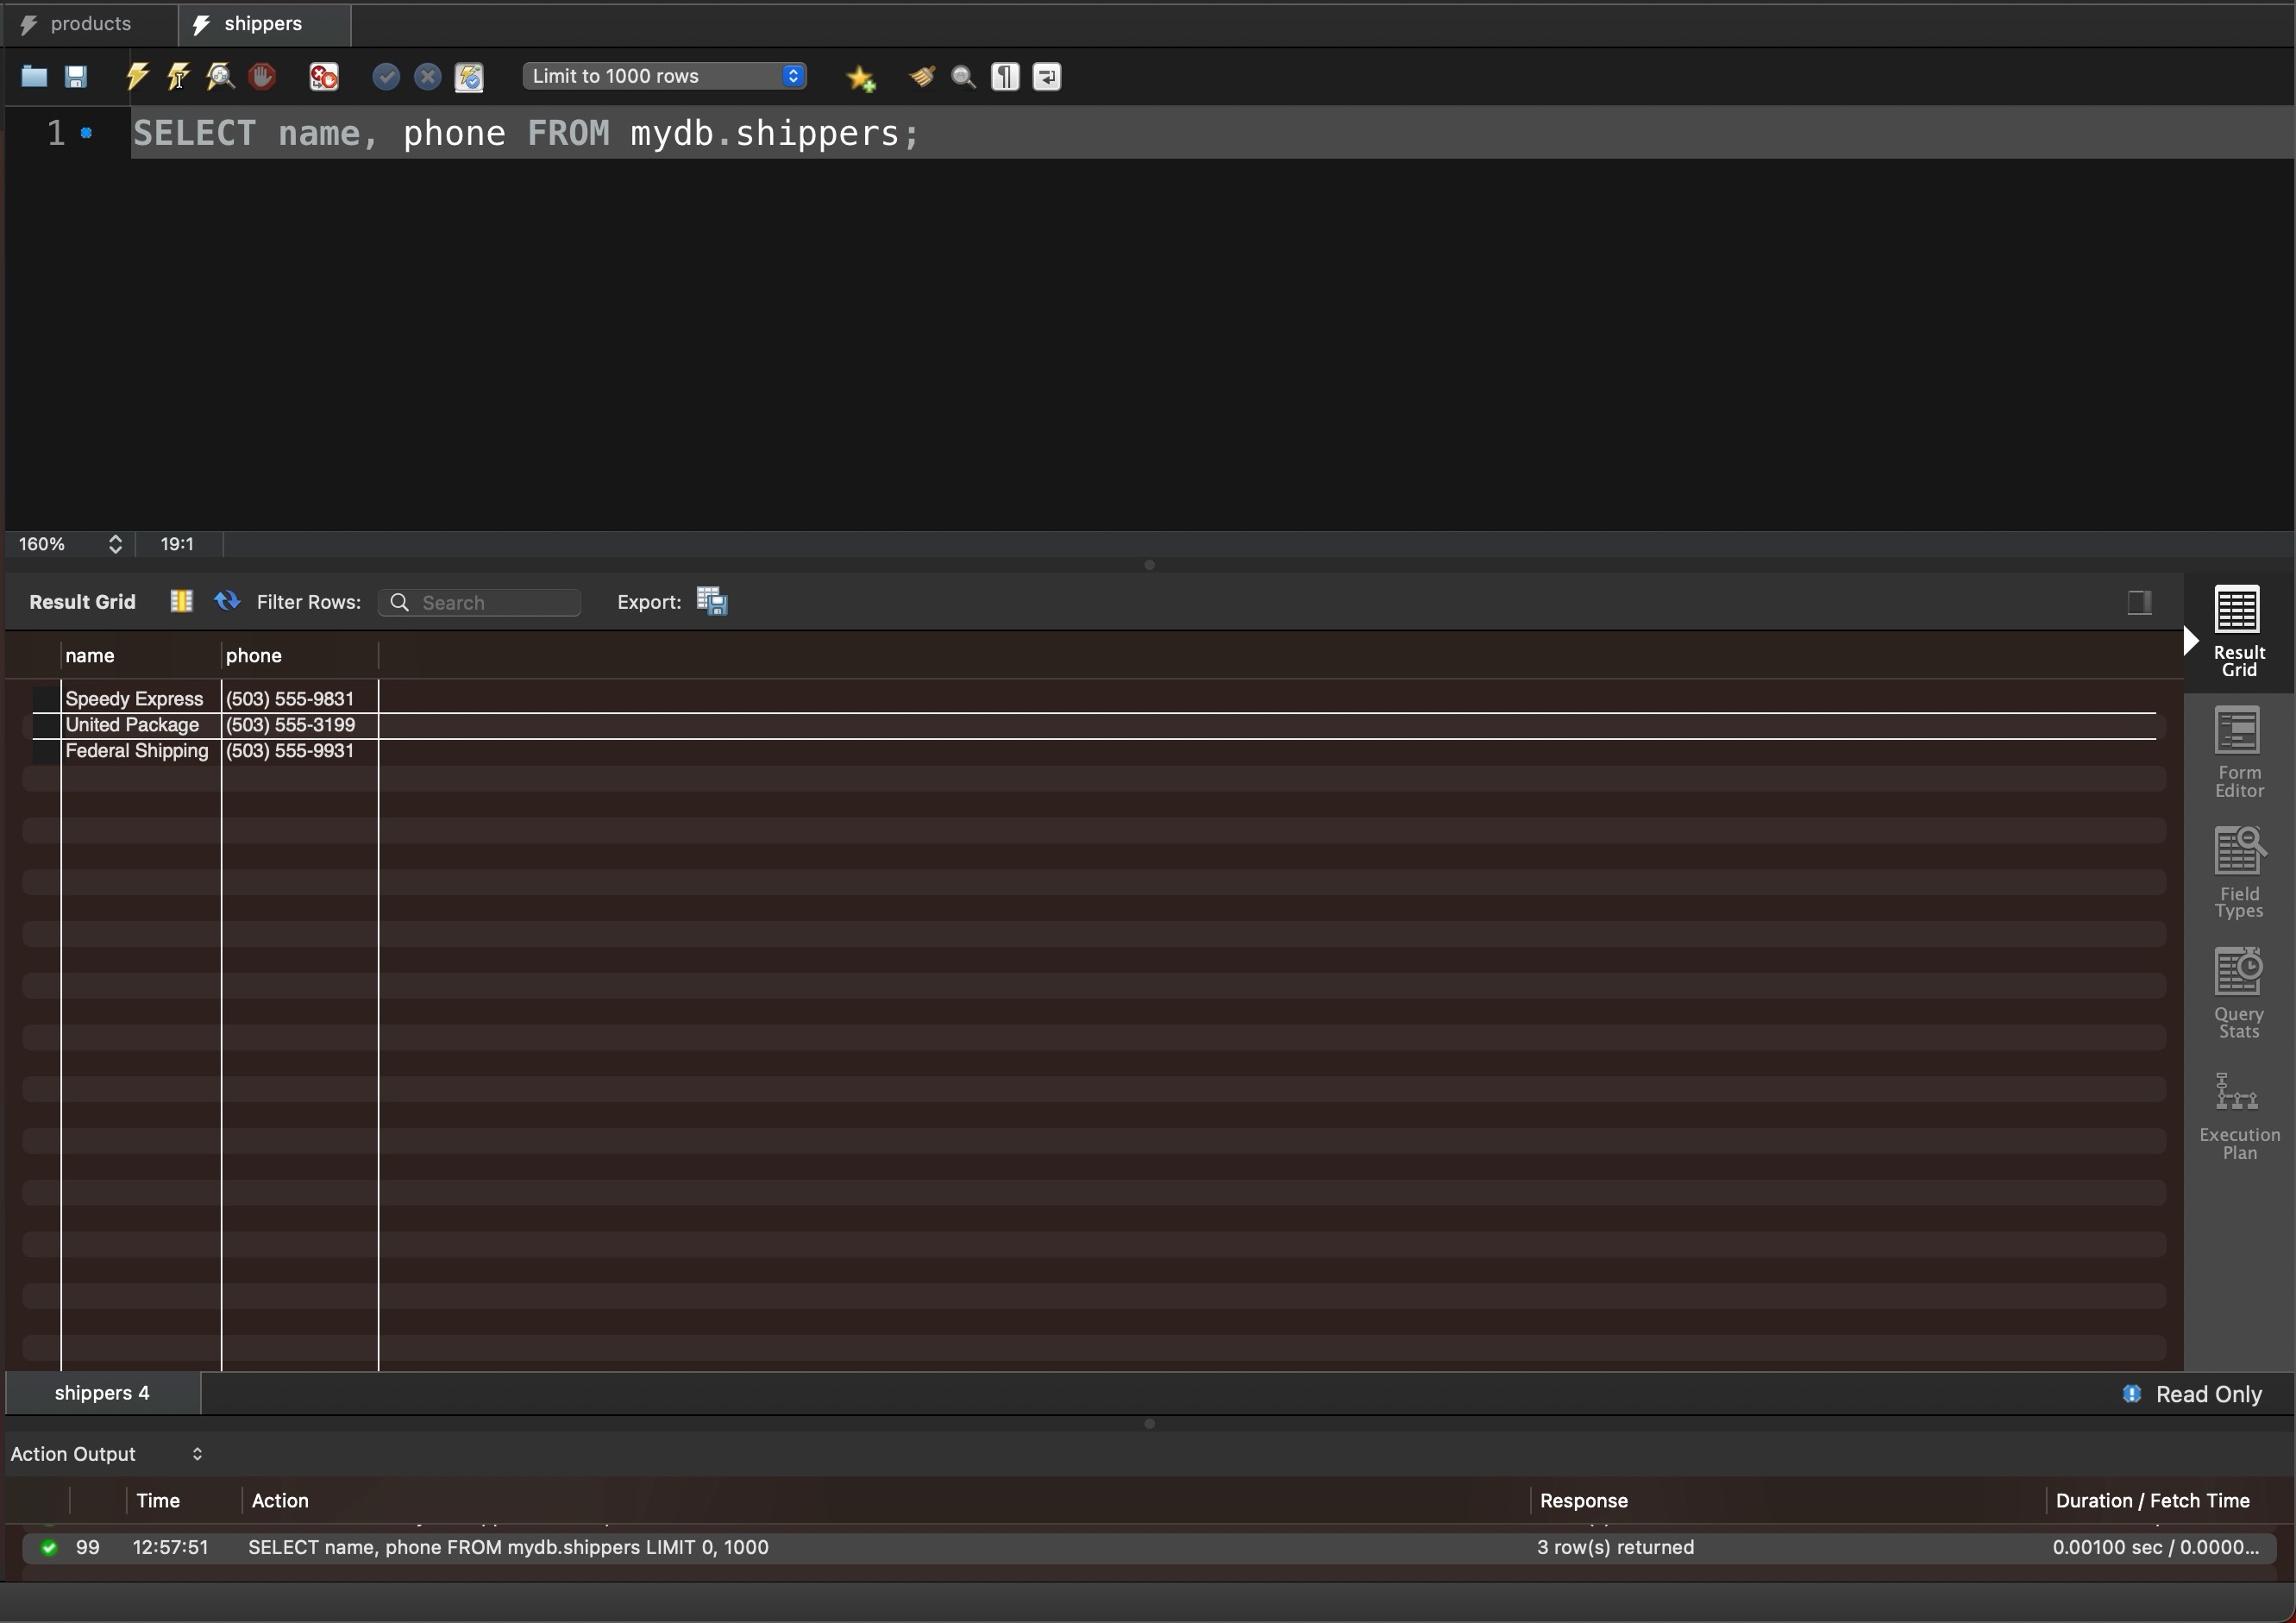 products shippers
Limit to 1000 rows
1 SELECT name, phone FROM mydb.shippers;
160% 19:1
Result Grid Filter Rows: Search Export:
name phone
Speedy Express (503) 555-9831
United Package (503) 555-3199
Federal Shipping (503) 555-9931
Result
Grid
Form
Editor
Field
Types
Query
Stats
Execution
Plan
shippers 4 Read Only
Action Output
Time Action Response Duration / Fetch Time
99 12:57:51 SELECT name, phone FROM mydb.shippers LIMIT 0, 1000 3 row(s) returned 0.00100 sec / 0.0000...